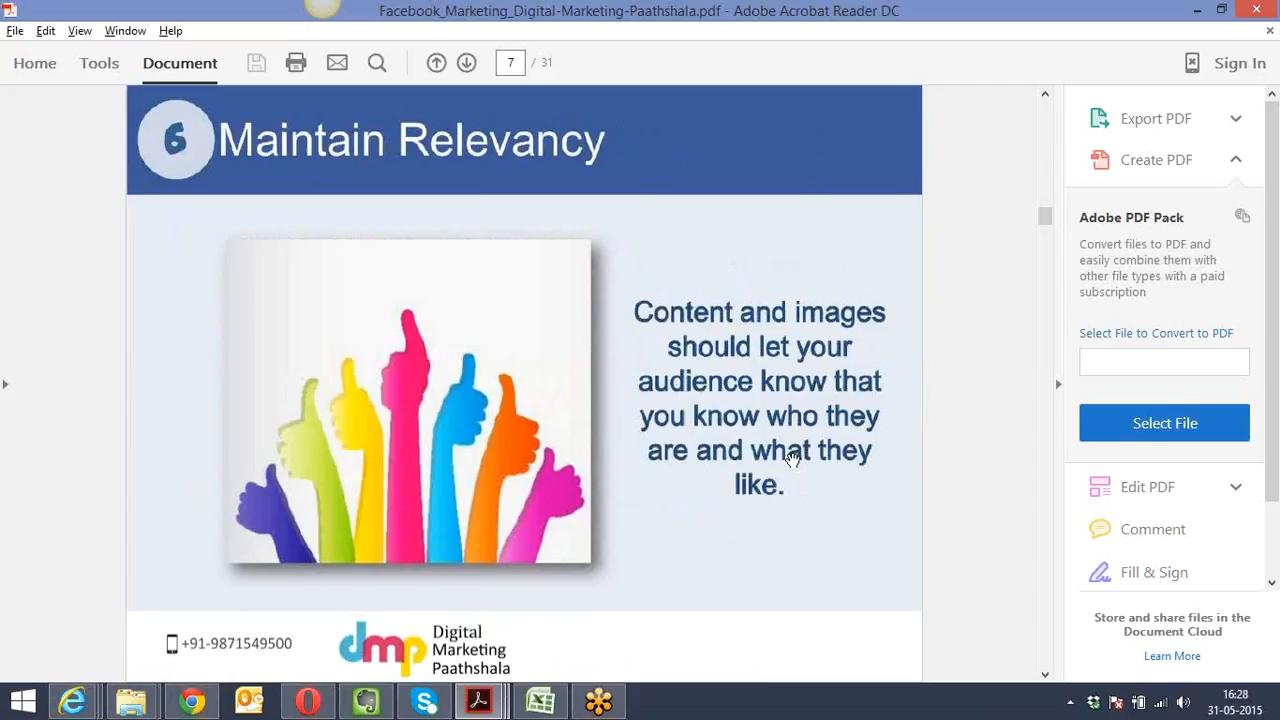 Facebook_Marketing_Digital-Marketing-Paathshala.pdf - Adobe Acrobat Reader DC
File Edit View Window Help
Home Tools Document 7 / 31 Sign In
6 Maintain Relevancy
Content and images
should let your
audience know that
you know who they
are and what they
like.
+91-9871549500
dmp
Digital
Marketing
Paathshala
Export PDF
Create PDF
Adobe PDF Pack
Convert files to PDF and
easily combine them with
other file types with a paid
subscription
Select File to Convert to PDF
Select File
Edit PDF
Comment
Fill & Sign
Store and share files in the
Document Cloud
Learn More
16:28
31-05-2015